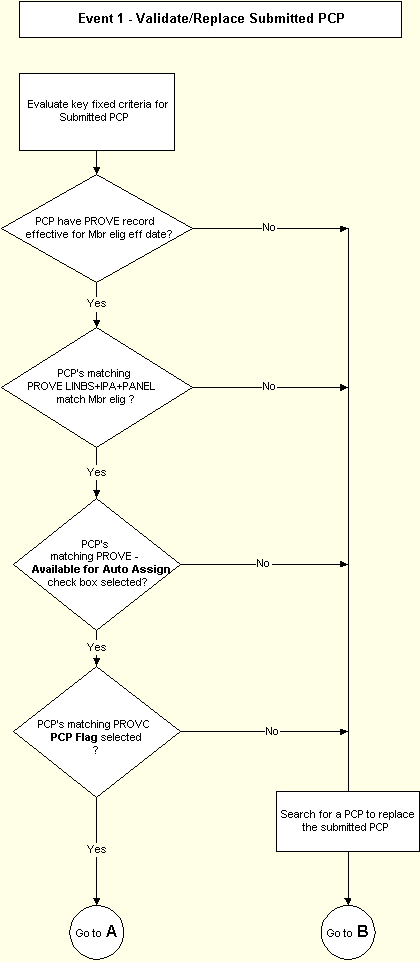 Event 1 - Validate/Replace Submitted PCP
Evaluate key fixed criteria for
Submitted PCP
PCP have PROVE record
effective for Mbr elig eff date?
No
Yes
PCP's matching
PROVE LINBS+IPA+PANEL
match Mbr elig ?
No
Yes
PCP's
matching PROVE -
Available for Auto Assign
check box selected?
No
Yes
PCP's matching PROVC
PCP Flag selected
?
No
Search for a PCP to replace
the submitted PCP
Yes
Go to A
Go to B